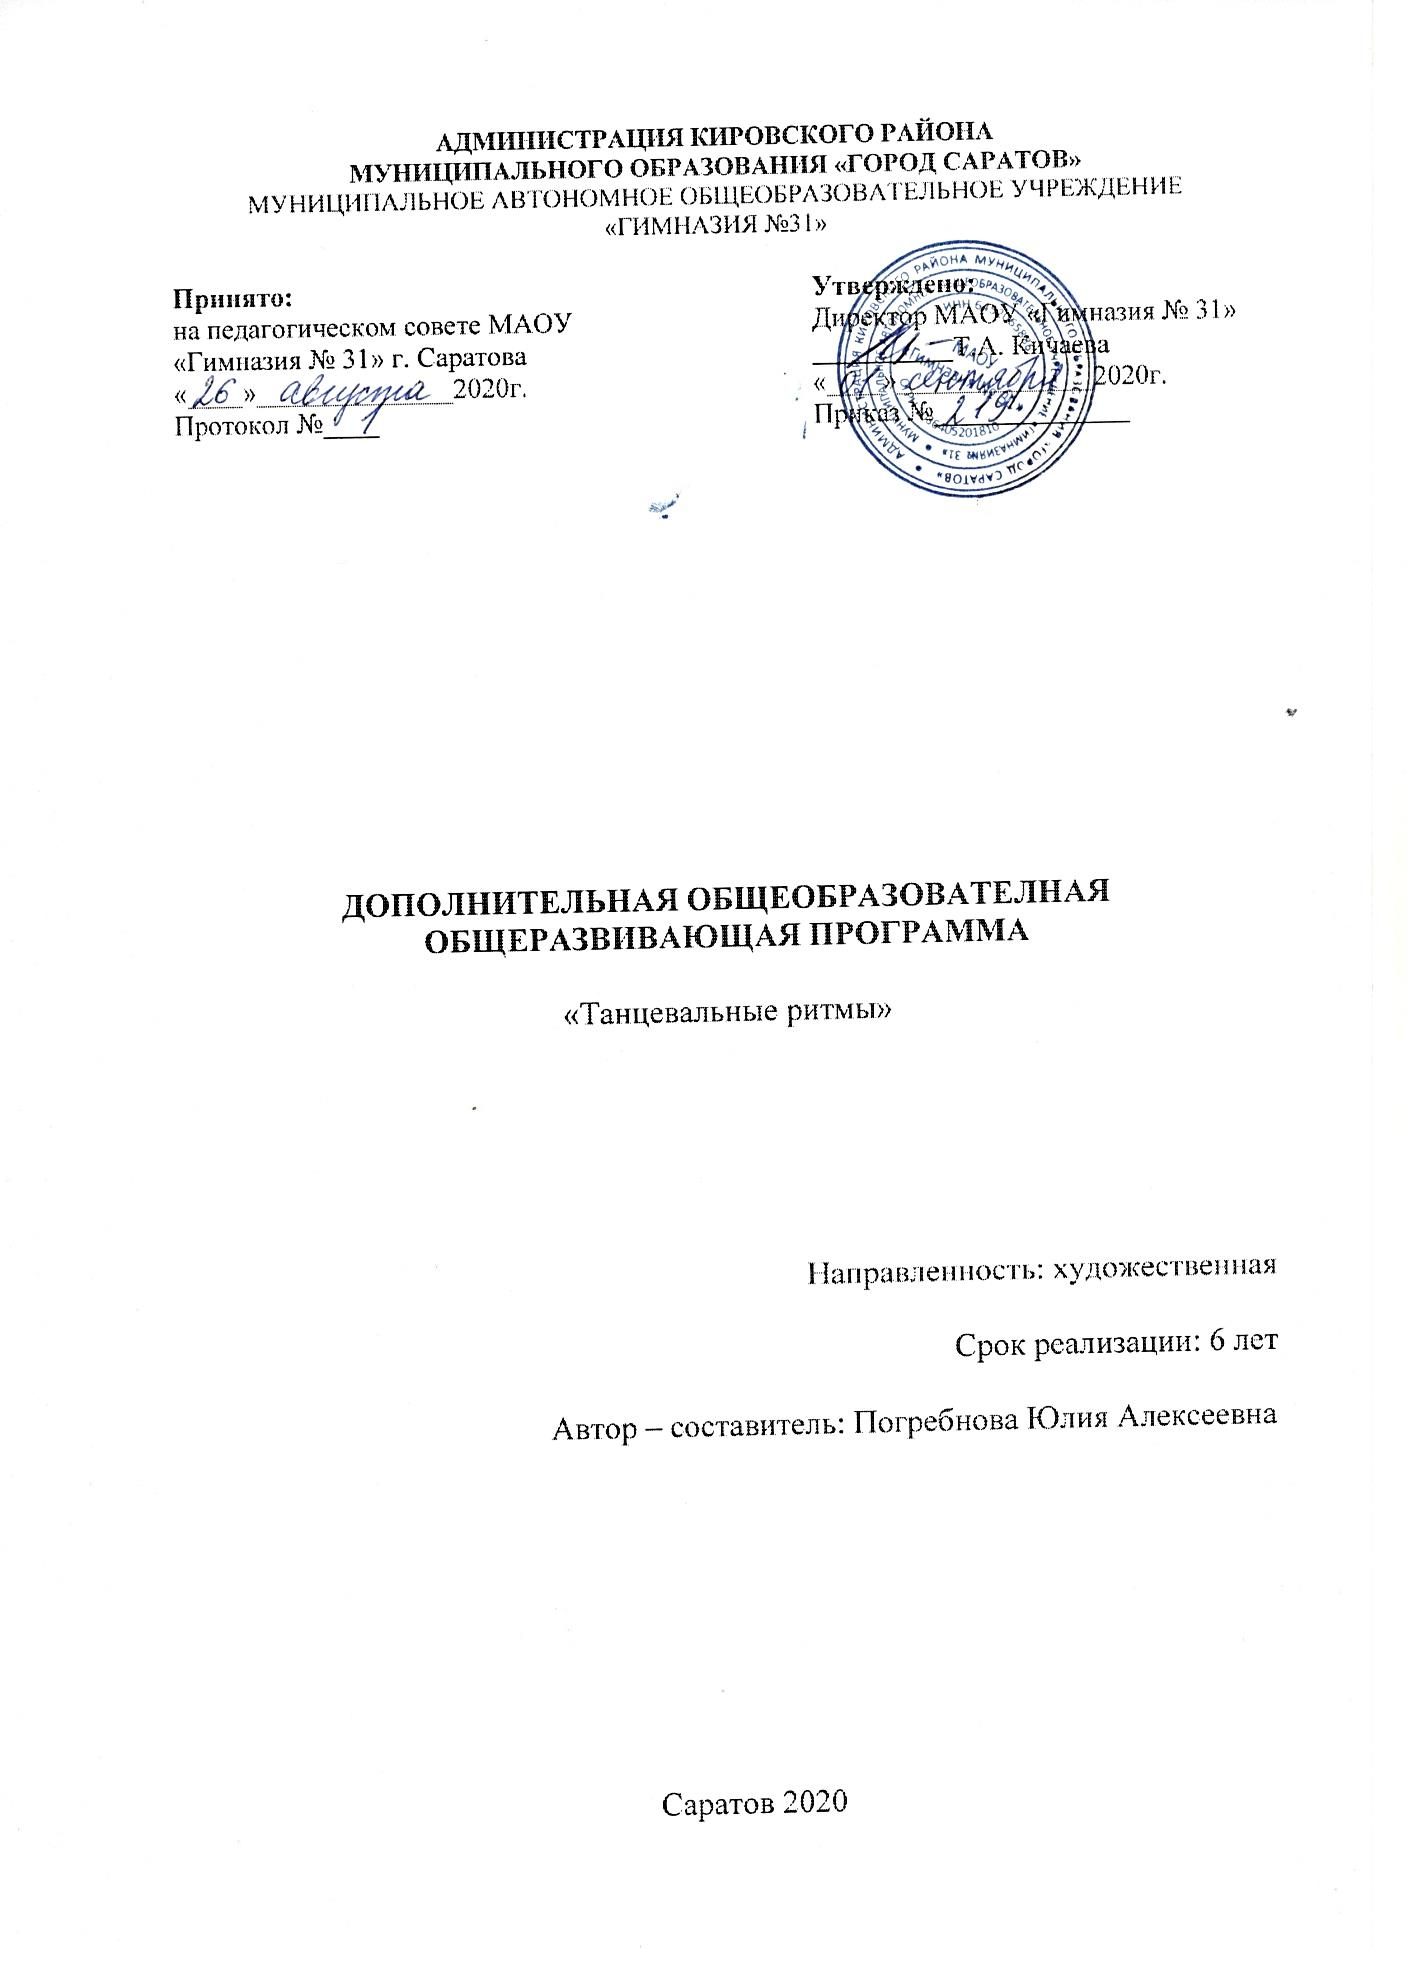 АДМИНИСТРАЦИЯ КИРОВСКОГО РАЙОНА
МУНИЦИПАЛЬНОГО ОБРАЗОВАНИЯ «ГОРОД САРАТОВ»
МУНИЦИПАЛЬНОЕ АВТОНОМНОЕ ОБЩЕОБРАЗОВАТЕЛЬНОЕ УЧРЕЖДЕНИЕ
«ГИМНАЗИЯ №31»
Принято:
на педагогическом совете МАОУ
«Гимназия № 31» г. Саратова
«26» августа 2020г.
Протокол № 1
Утверждено:
Директор МАОУ «Гимназия № 31»
Т.А. Кичаева
«01» сентября 2020г.
Приказ № 219
ДОПОЛНИТЕЛЬНАЯ ОБЩЕОБРАЗОВАТЕЛНАЯ
ОБЩЕРАЗВИВАЮЩАЯ ПРОГРАММА
«Танцевальные ритмы»
Направленность: художественная
Срок реализации: 6 лет
Автор – составитель: Погребнова Юлия Алексеевна
Саратов 2020